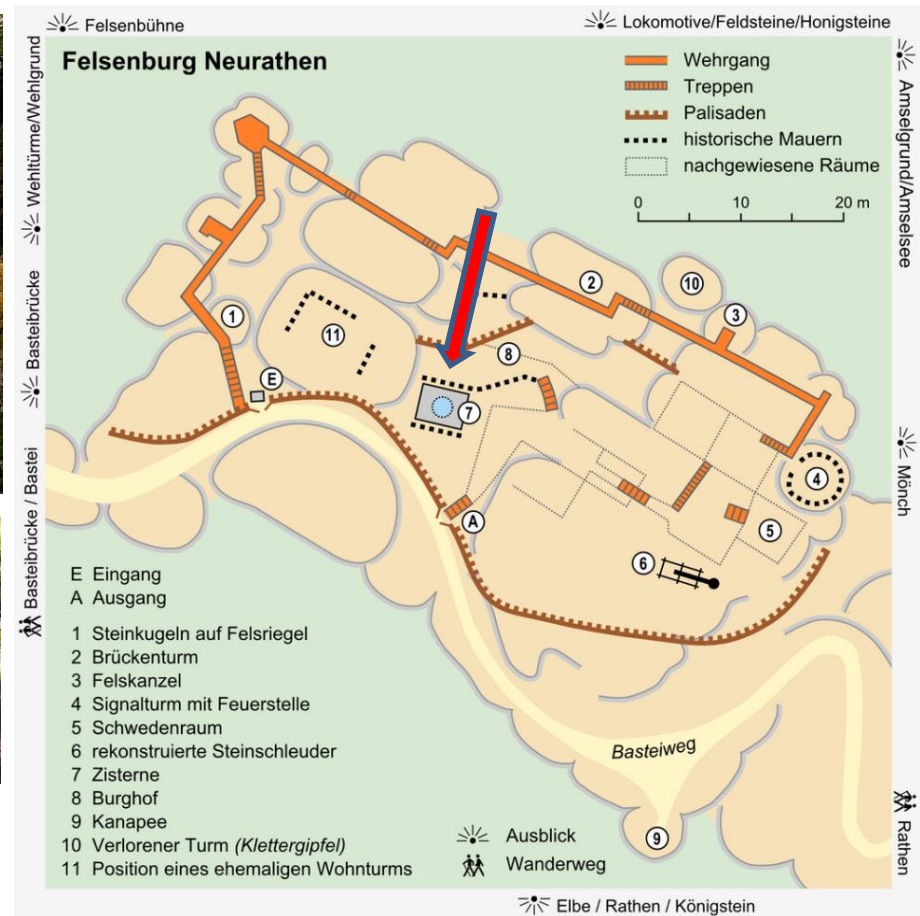 Felsenbühne
Lokomotive/Feldsteine/Honigsteine
Felsenburg Neurathen
Wehrgang
Treppen
Palisaden
historische Mauern
nachgewiesene Räume
0 10 20 m
Wehltürme/Wehlgrund
Basteibrücke
Basteibrücke / Bastei
Amselgrund/Amselsee
Mönch
Rathen
1
2
3
4
5
6
7
8
9
10
11
E
A
Basteiweg
E Eingang
A Ausgang
1 Steinkugeln auf Felsriegel
2 Brückenturm
3 Felskanzel
4 Signalturm mit Feuerstelle
5 Schwedenraum
6 rekonstruierte Steinschleuder
7 Zisterne
8 Burghof
9 Kanapee
10 Verlorener Turm (Klettergipfel)
11 Position eines ehemaligen Wohnturms
Ausblick
Wanderweg
Elbe / Rathen / Königstein